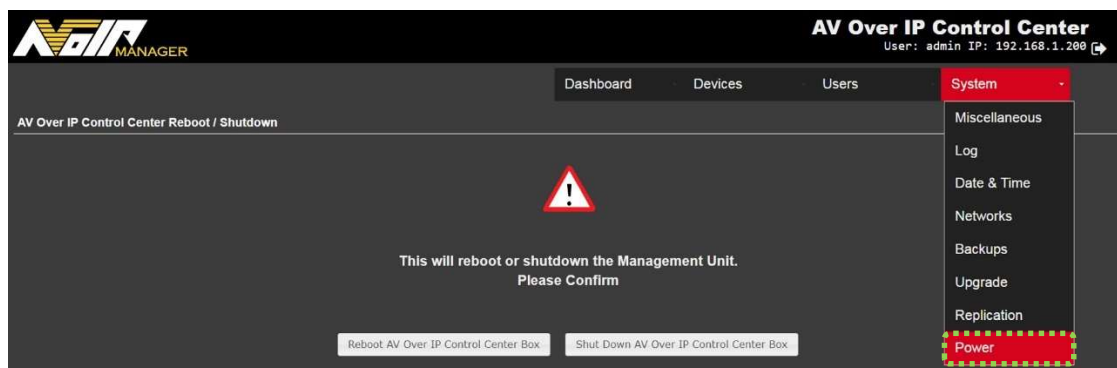 AVoIP MANAGER
AV Over IP Control Center
User: admin IP: 192.168.1.200
Dashboard Devices Users System
AV Over IP Control Center Reboot / Shutdown
Miscellaneous
Log
Date & Time
Networks
Backups
Upgrade
Replication
Power
!
This will reboot or shutdown the Management Unit.
Please Confirm
Reboot AV Over IP Control Center Box
Shut Down AV Over IP Control Center Box